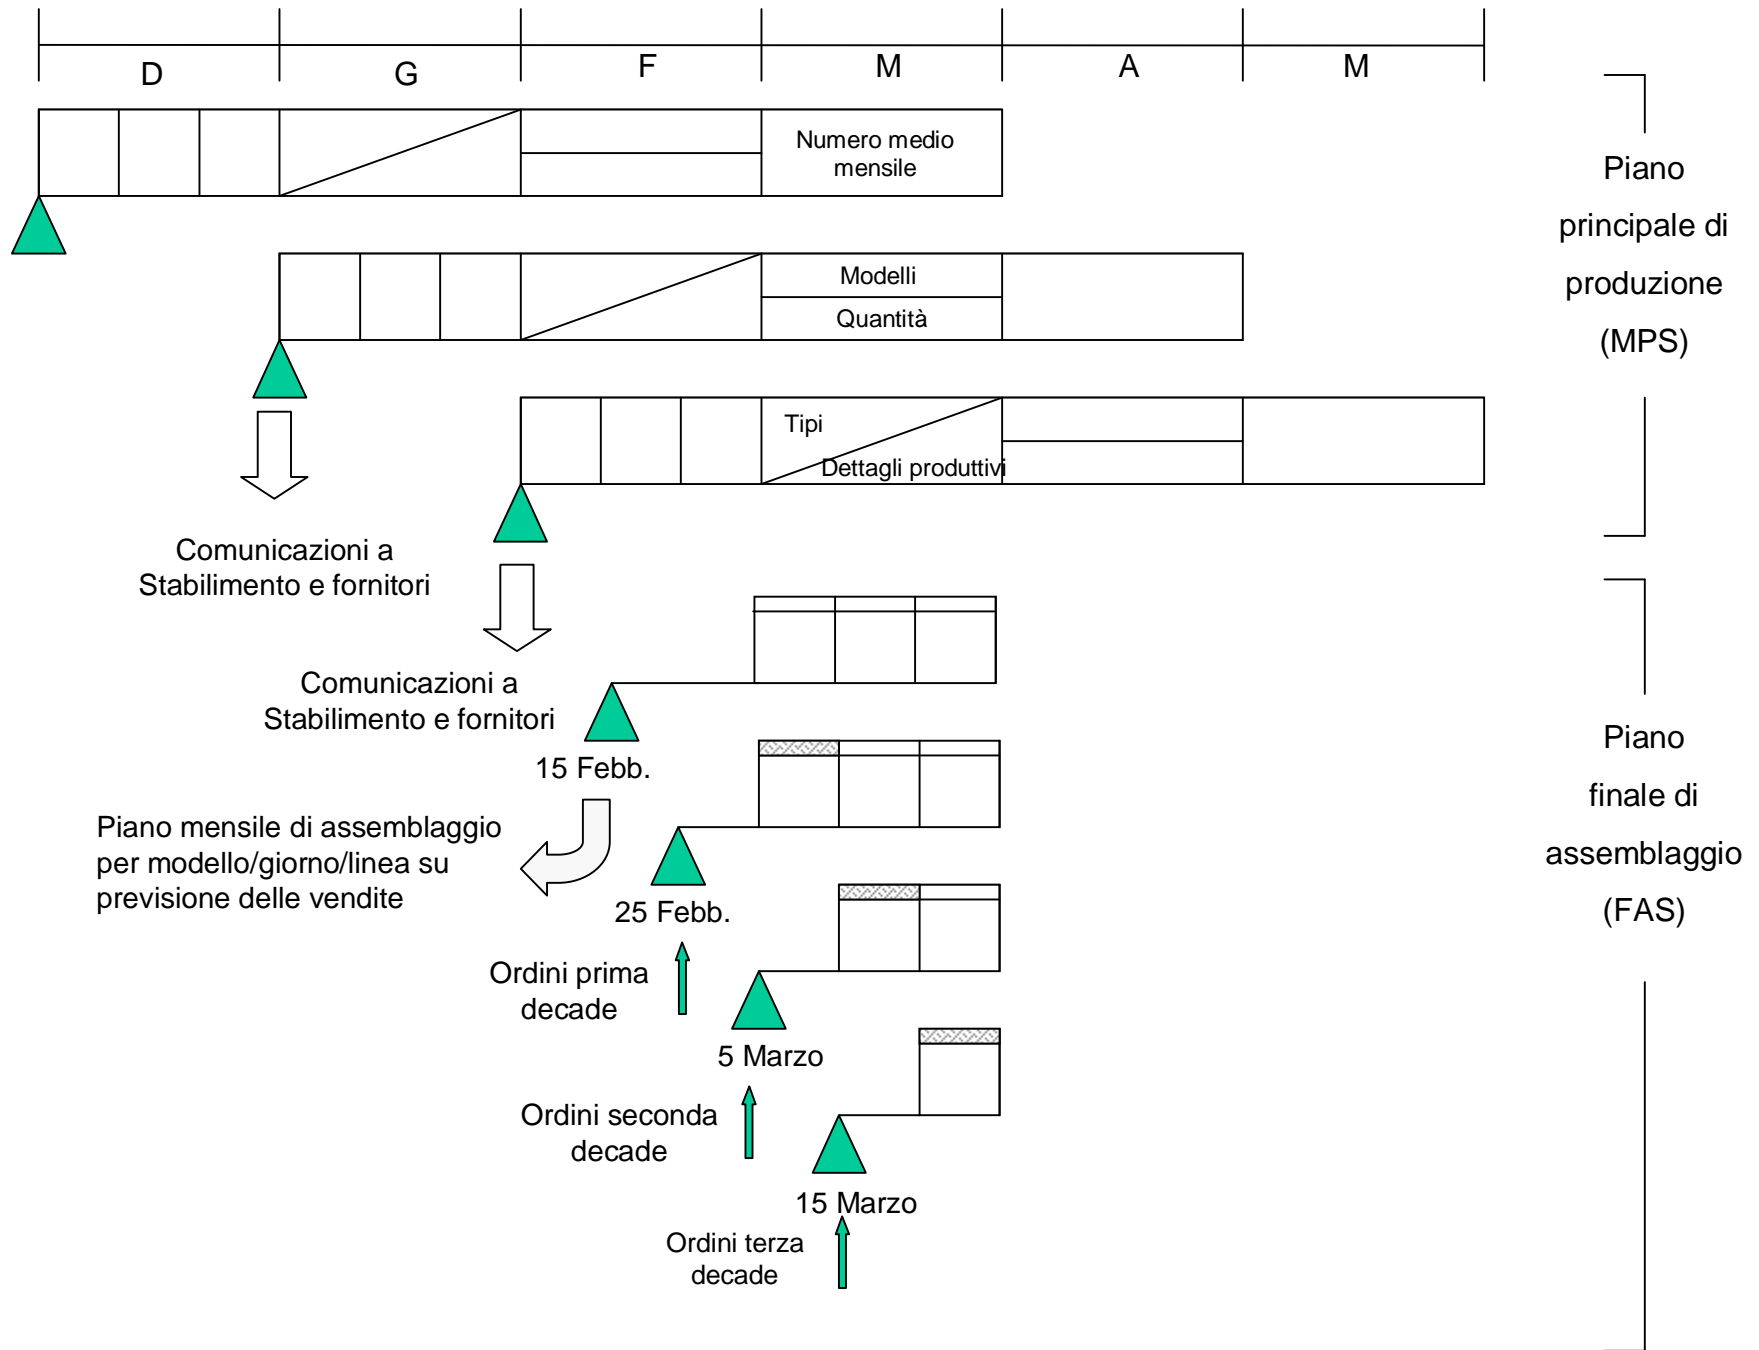 D G F M A M
Numero medio
mensile
Modelli
Quantità
Tipi
Dettagli produttivi
Piano
principale di
produzione
(MPS)
Comunicazioni a
Stabilimento e fornitori
Comunicazioni a
Stabilimento e fornitori
15 Febb.
Piano mensile di assemblaggio
per modello/giorno/linea su
previsione delle vendite
25 Febb.
Ordini prima
decade
5 Marzo
Ordini seconda
decade
15 Marzo
Ordini terza
decade
Piano
finale di
assemblaggio
(FAS)